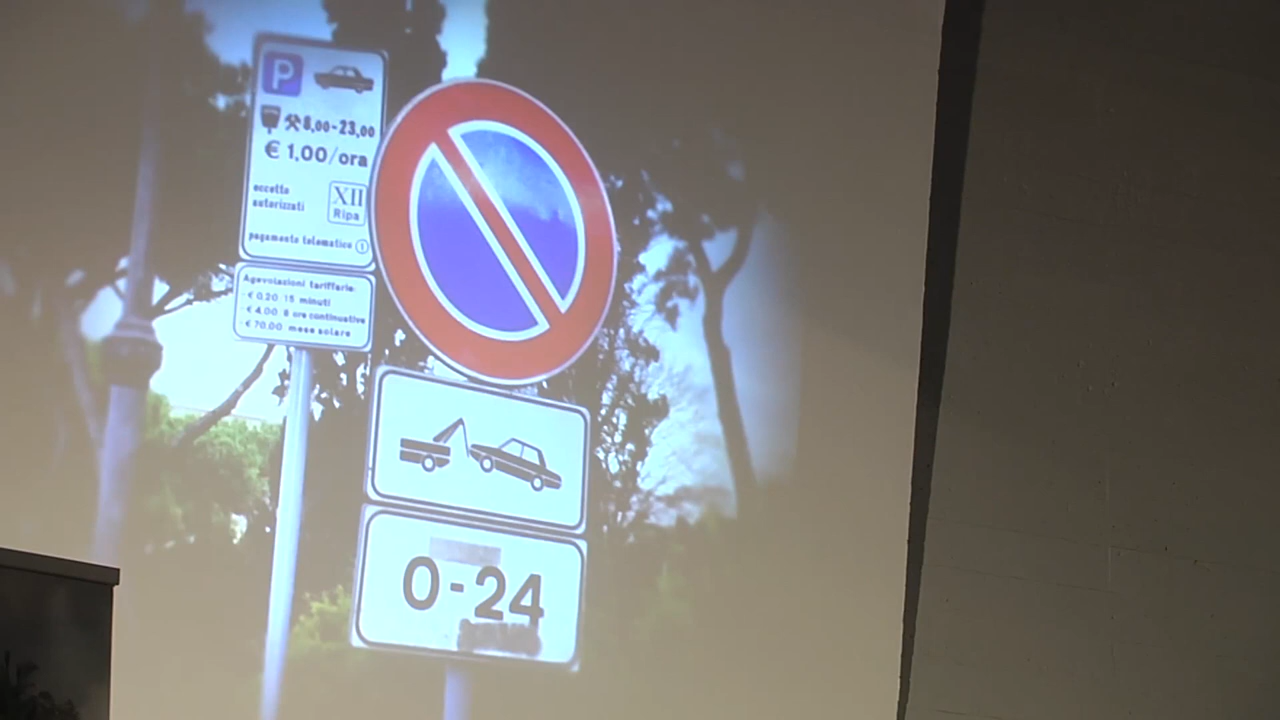 P
8,00-23,00
€ 1,00/ora
eccetto
autorizzati
XII
Ripa
pagamento telematico 1
Agevolazioni tariffarie:
- € 0,20: 15 minuti
- € 4,00: 8 ore continuative
- € 70,00: mese solare
0-24